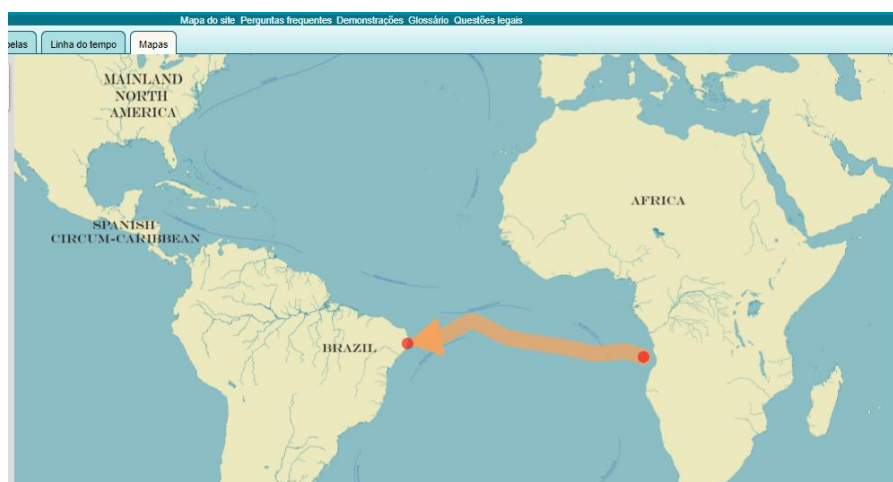 Mapa do site Perguntas frequentes Demonstrações Glossário Questões legais
Linha do tempo Mapas
MAINLAND
NORTH
AMERICA
AFRICA
SPANISH
CIRCUM-CARIBBEAN
BRAZIL